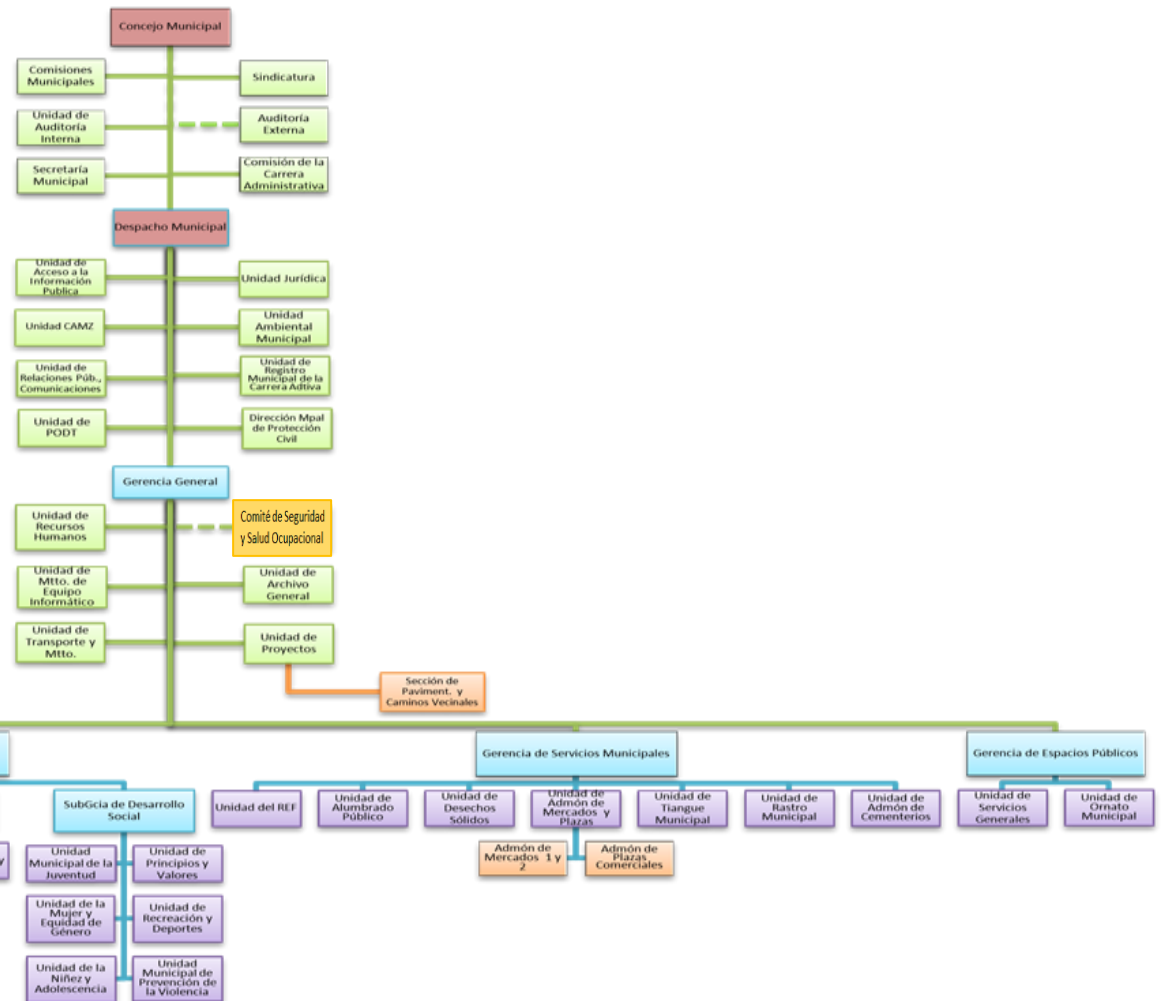 Concejo Municipal
Comisiones
Municipales
Sindicatura
Unidad de
Auditoría
Interna
Auditoría
Externa
Secretaría
Municipal
Comisión de la
Carrera
Administrativa
Despacho Municipal
Unidad de
Acceso a la
Información
Publica
Unidad Jurídica
Unidad CAMZ
Unidad
Ambiental
Municipal
Unidad de
Relaciones Púb.,
Comunicaciones
Unidad de
Registro
Municipal de la
Carrera Adtiva
Unidad de
PODT
Dirección Mpal
de Protección
Civil
Gerencia General
Unidad de
Recursos
Humanos
Comité de Seguridad
y Salud Ocupacional
Unidad de
Mtto. de
Equipo
Informático
Unidad de
Archivo
General
Unidad de
Transporte y
Mtto.
Unidad de
Proyectos
Sección de
Paviment. y
Caminos Vecinales
Gerencia de Servicios Municipales
Gerencia de Espacios Públicos
SubGcia de Desarrollo
Social
Unidad del REF
Unidad de
Alumbrado
Público
Unidad de
Desechos
Sólidos
Unidad de
Admón de
Mercados y
Plazas
Unidad de
Tiangue
Municipal
Unidad de
Rastro
Municipal
Unidad de
Admón de
Cementerios
Unidad de
Servicios
Generales
Unidad de
Ornato
Municipal
y
Unidad
Municipal de la
Juventud
Unidad de
Principios y
Valores
Admón de
Mercados 1 y
2
Admón de
Plazas
Comerciales
Unidad de la
Mujer y
Equidad de
Género
Unidad de
Recreación y
Deportes
Unidad de la
Niñez y
Adolescencia
Unidad
Municipal de
Prevención de
la Violencia